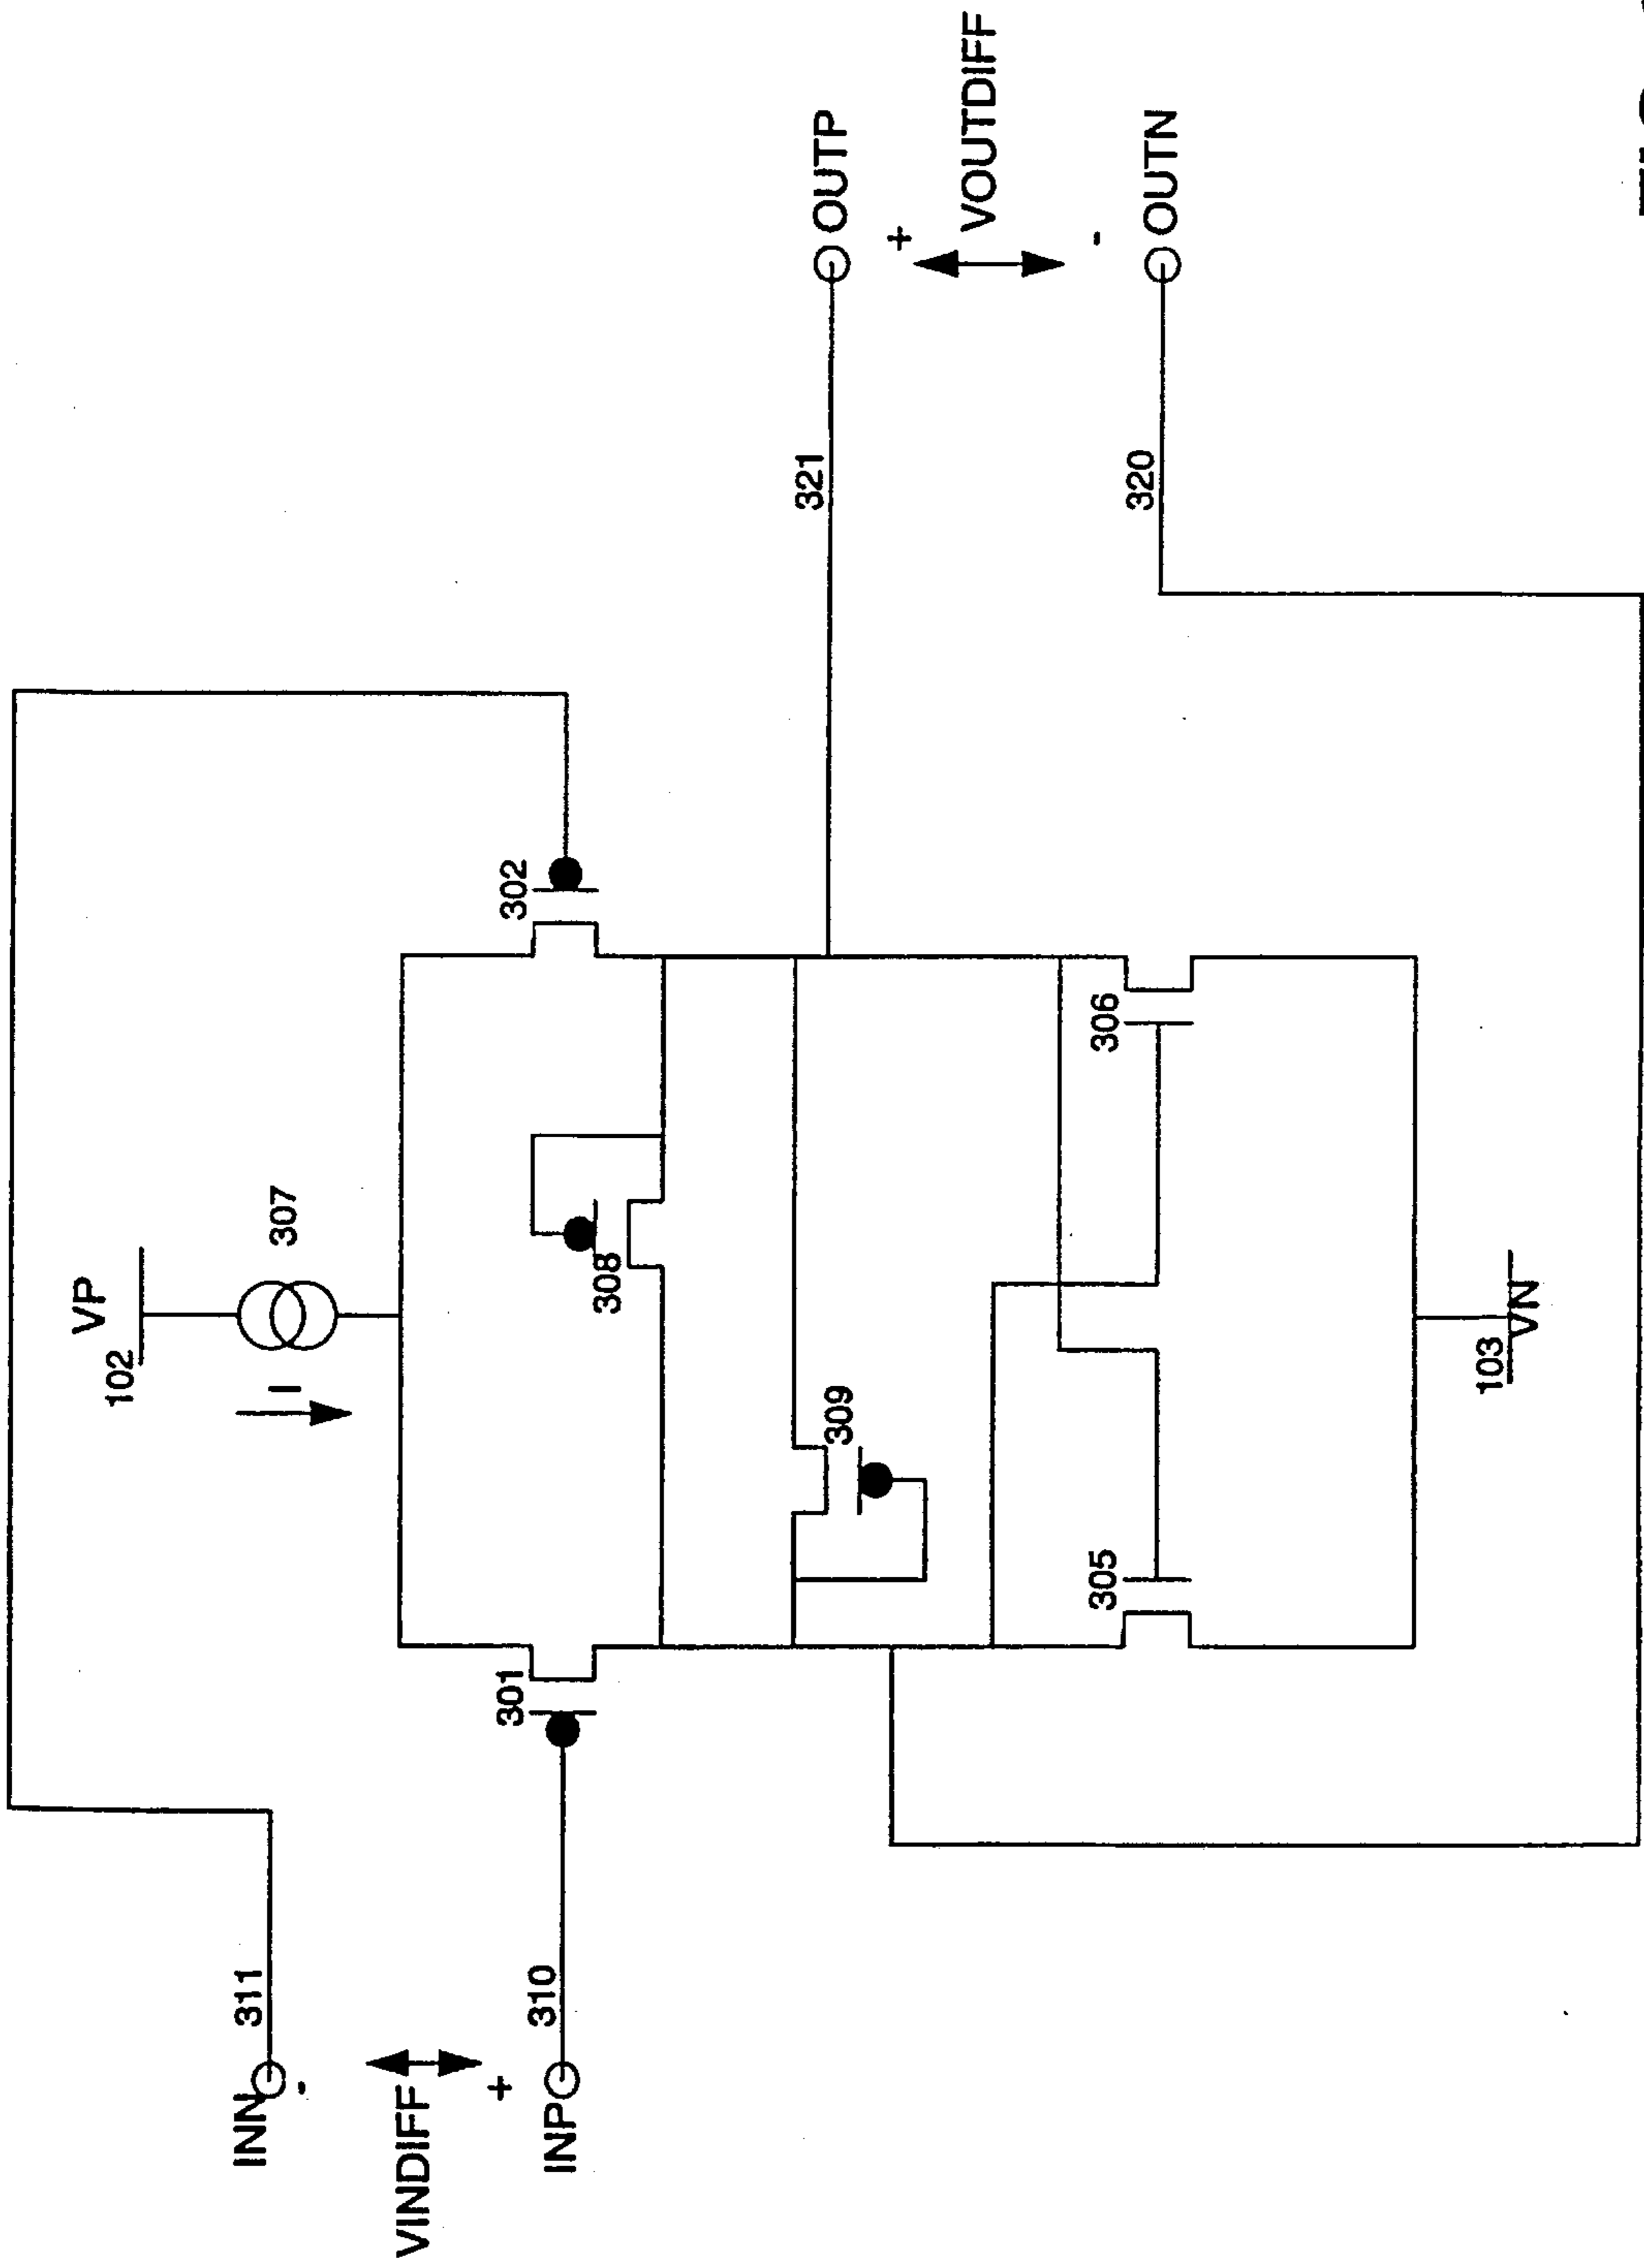 VP
102
INN 311
I
307
-
VINDIFF
+
301
302
INP 310
308
321
OUTP
309
+
VOUTDIFF
-
305
306
320
OUTN
103
VN